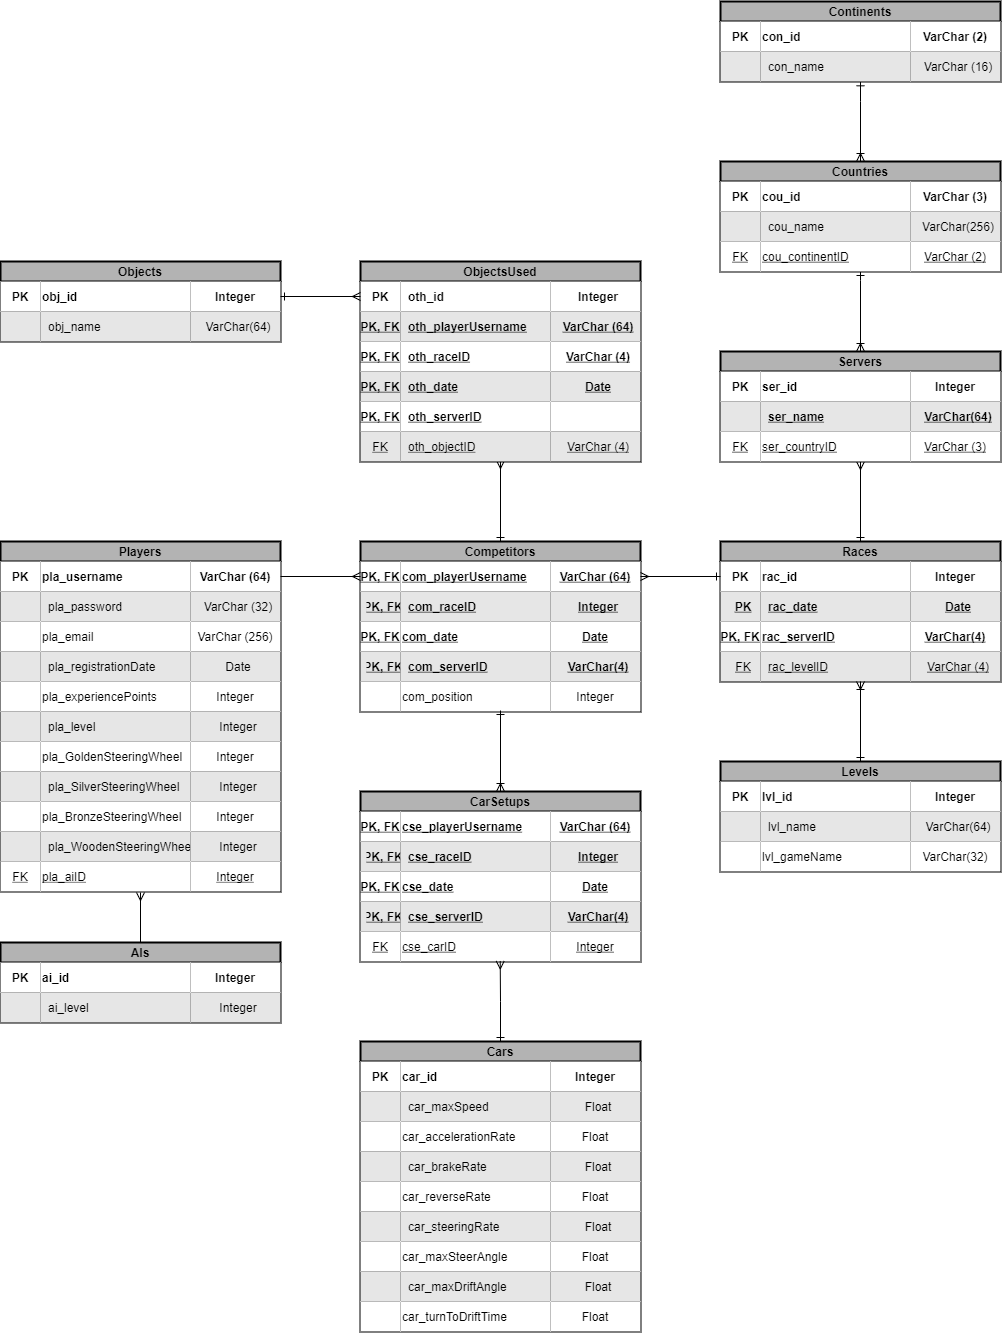 Continents
PK con_id VarChar (2)
con_name VarChar (16)
Countries
PK cou_id VarChar (3)
cou_name VarChar(256)
FK cou_continentID VarChar (2)
Objects
PK obj_id Integer
obj_name VarChar(64)
ObjectsUsed
PK oth_id Integer
PK, FK oth_playerUsername VarChar (64)
PK, FK oth_raceID VarChar (4)
PK, FK oth_date Date
PK, FK oth_serverID
FK oth_objectID VarChar (4)
Servers
PK ser_id Integer
ser_name VarChar(64)
FK ser_countryID VarChar (3)
Players
PK pla_username VarChar (64)
pla_password VarChar (32)
pla_email VarChar (256)
pla_registrationDate Date
pla_experiencePoints Integer
pla_level Integer
pla_GoldenSteeringWheel Integer
pla_SilverSteeringWheel Integer
pla_BronzeSteeringWheel Integer
pla_WoodenSteeringWhee Integer
FK pla_aiID Integer
Competitors
PK, FK com_playerUsername VarChar (64)
PK, FK com_raceID Integer
PK, FK com_date Date
PK, FK com_serverID VarChar(4)
com_position Integer
Races
PK rac_id Integer
PK rac_date Date
PK, FK rac_serverID VarChar(4)
FK rac_levelID VarChar (4)
Levels
PK lvl_id Integer
lvl_name VarChar(64)
lvl_gameName VarChar(32)
CarSetups
PK, FK cse_playerUsername VarChar (64)
PK, FK cse_raceID Integer
PK, FK cse_date Date
PK, FK cse_serverID VarChar(4)
FK cse_carID Integer
AIs
PK ai_id Integer
ai_level Integer
Cars
PK car_id Integer
car_maxSpeed Float
car_accelerationRate Float
car_brakeRate Float
car_reverseRate Float
car_steeringRate Float
car_maxSteerAngle Float
car_maxDriftAngle Float
car_turnToDriftTime Float